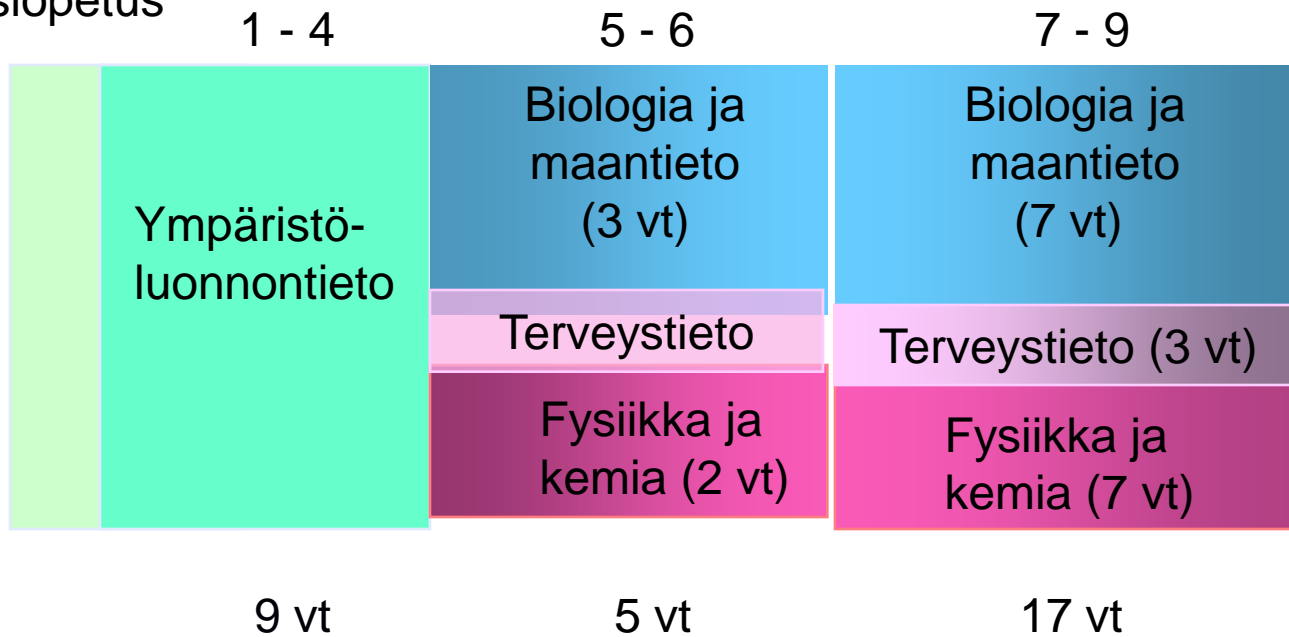 1 - 4
5 - 6
7 - 9
Ympäristö-
luonnontieto
Biologia ja
maantieto
(3 vt)
Terveystieto
Fysiikka ja
kemia (2 vt)
Biologia ja
maantieto
(7 vt)
Terveystieto (3 vt)
Fysiikka ja
kemia (7 vt)
9 vt
5 vt
17 vt